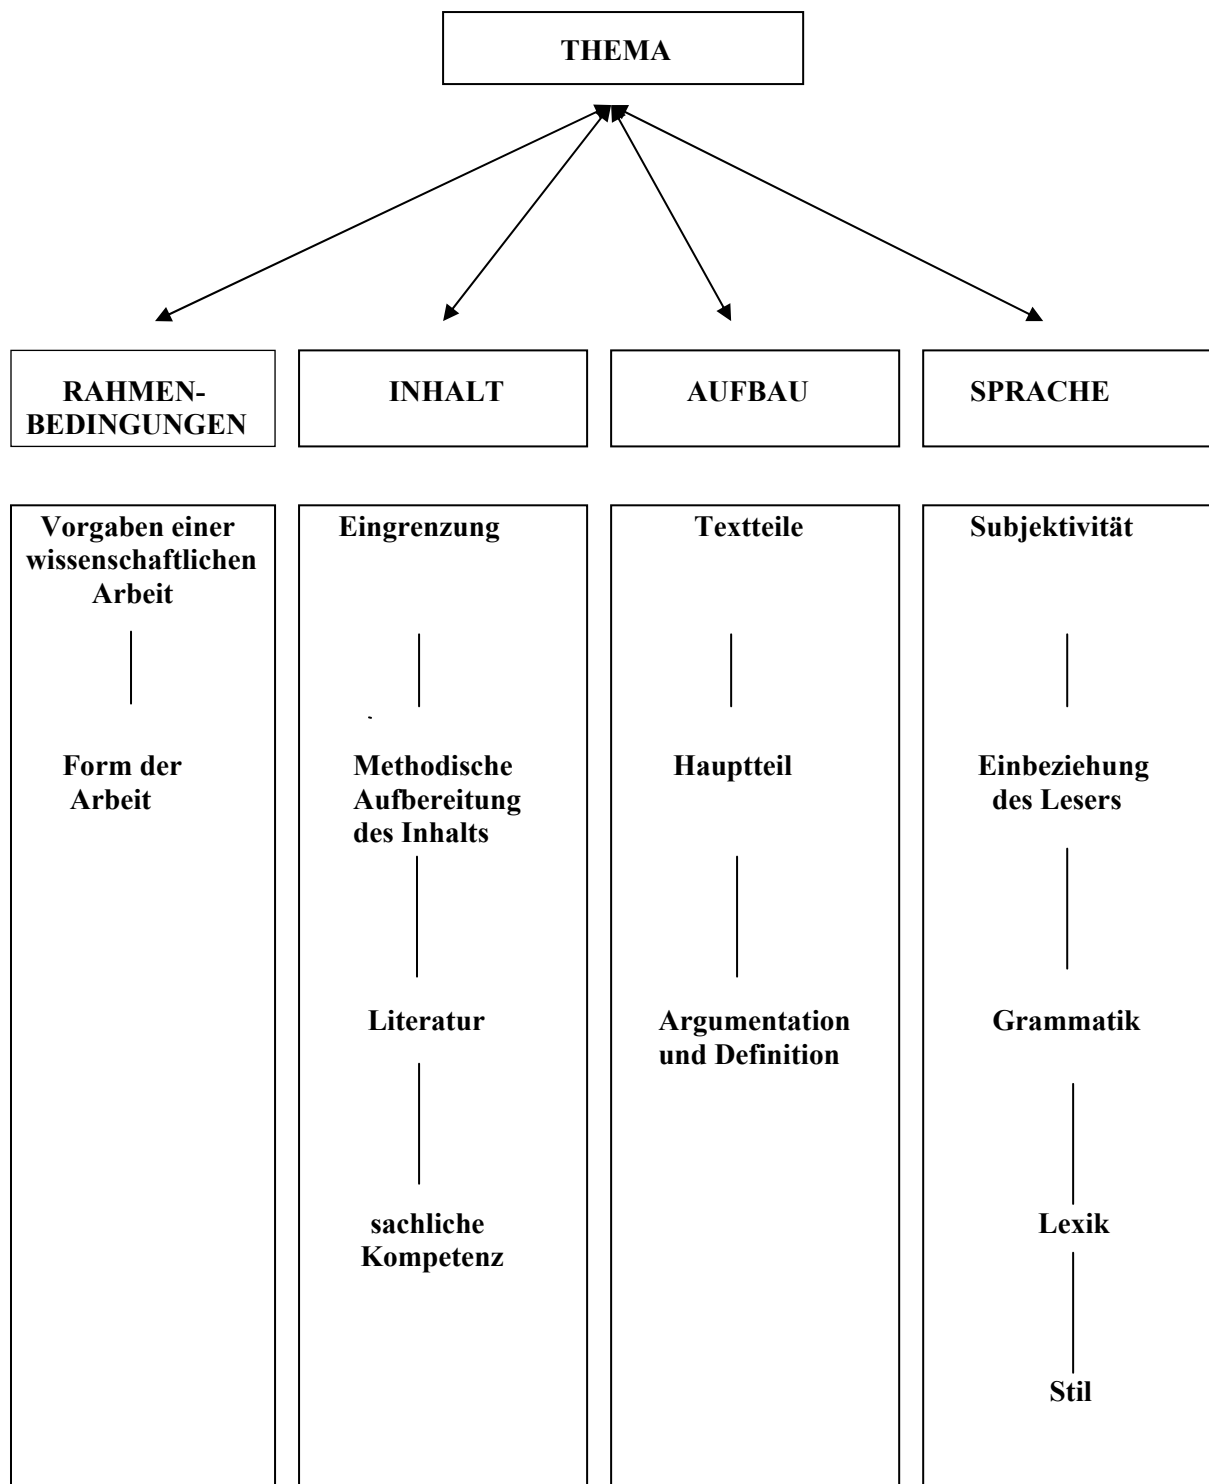 THEMA
RAHMEN-
BEDINGUNGEN
INHALT
AUFBAU
SPRACHE
Vorgaben einer
wissenschaftlichen
Arbeit
Form der
Arbeit
Eingrenzung
Methodische
Aufbereitung
des Inhalts
Literatur
sachliche
Kompetenz
Textteile
Hauptteil
Argumentation
und Definition
Subjektivität
Einbeziehung
des Lesers
Grammatik
Lexik
Stil